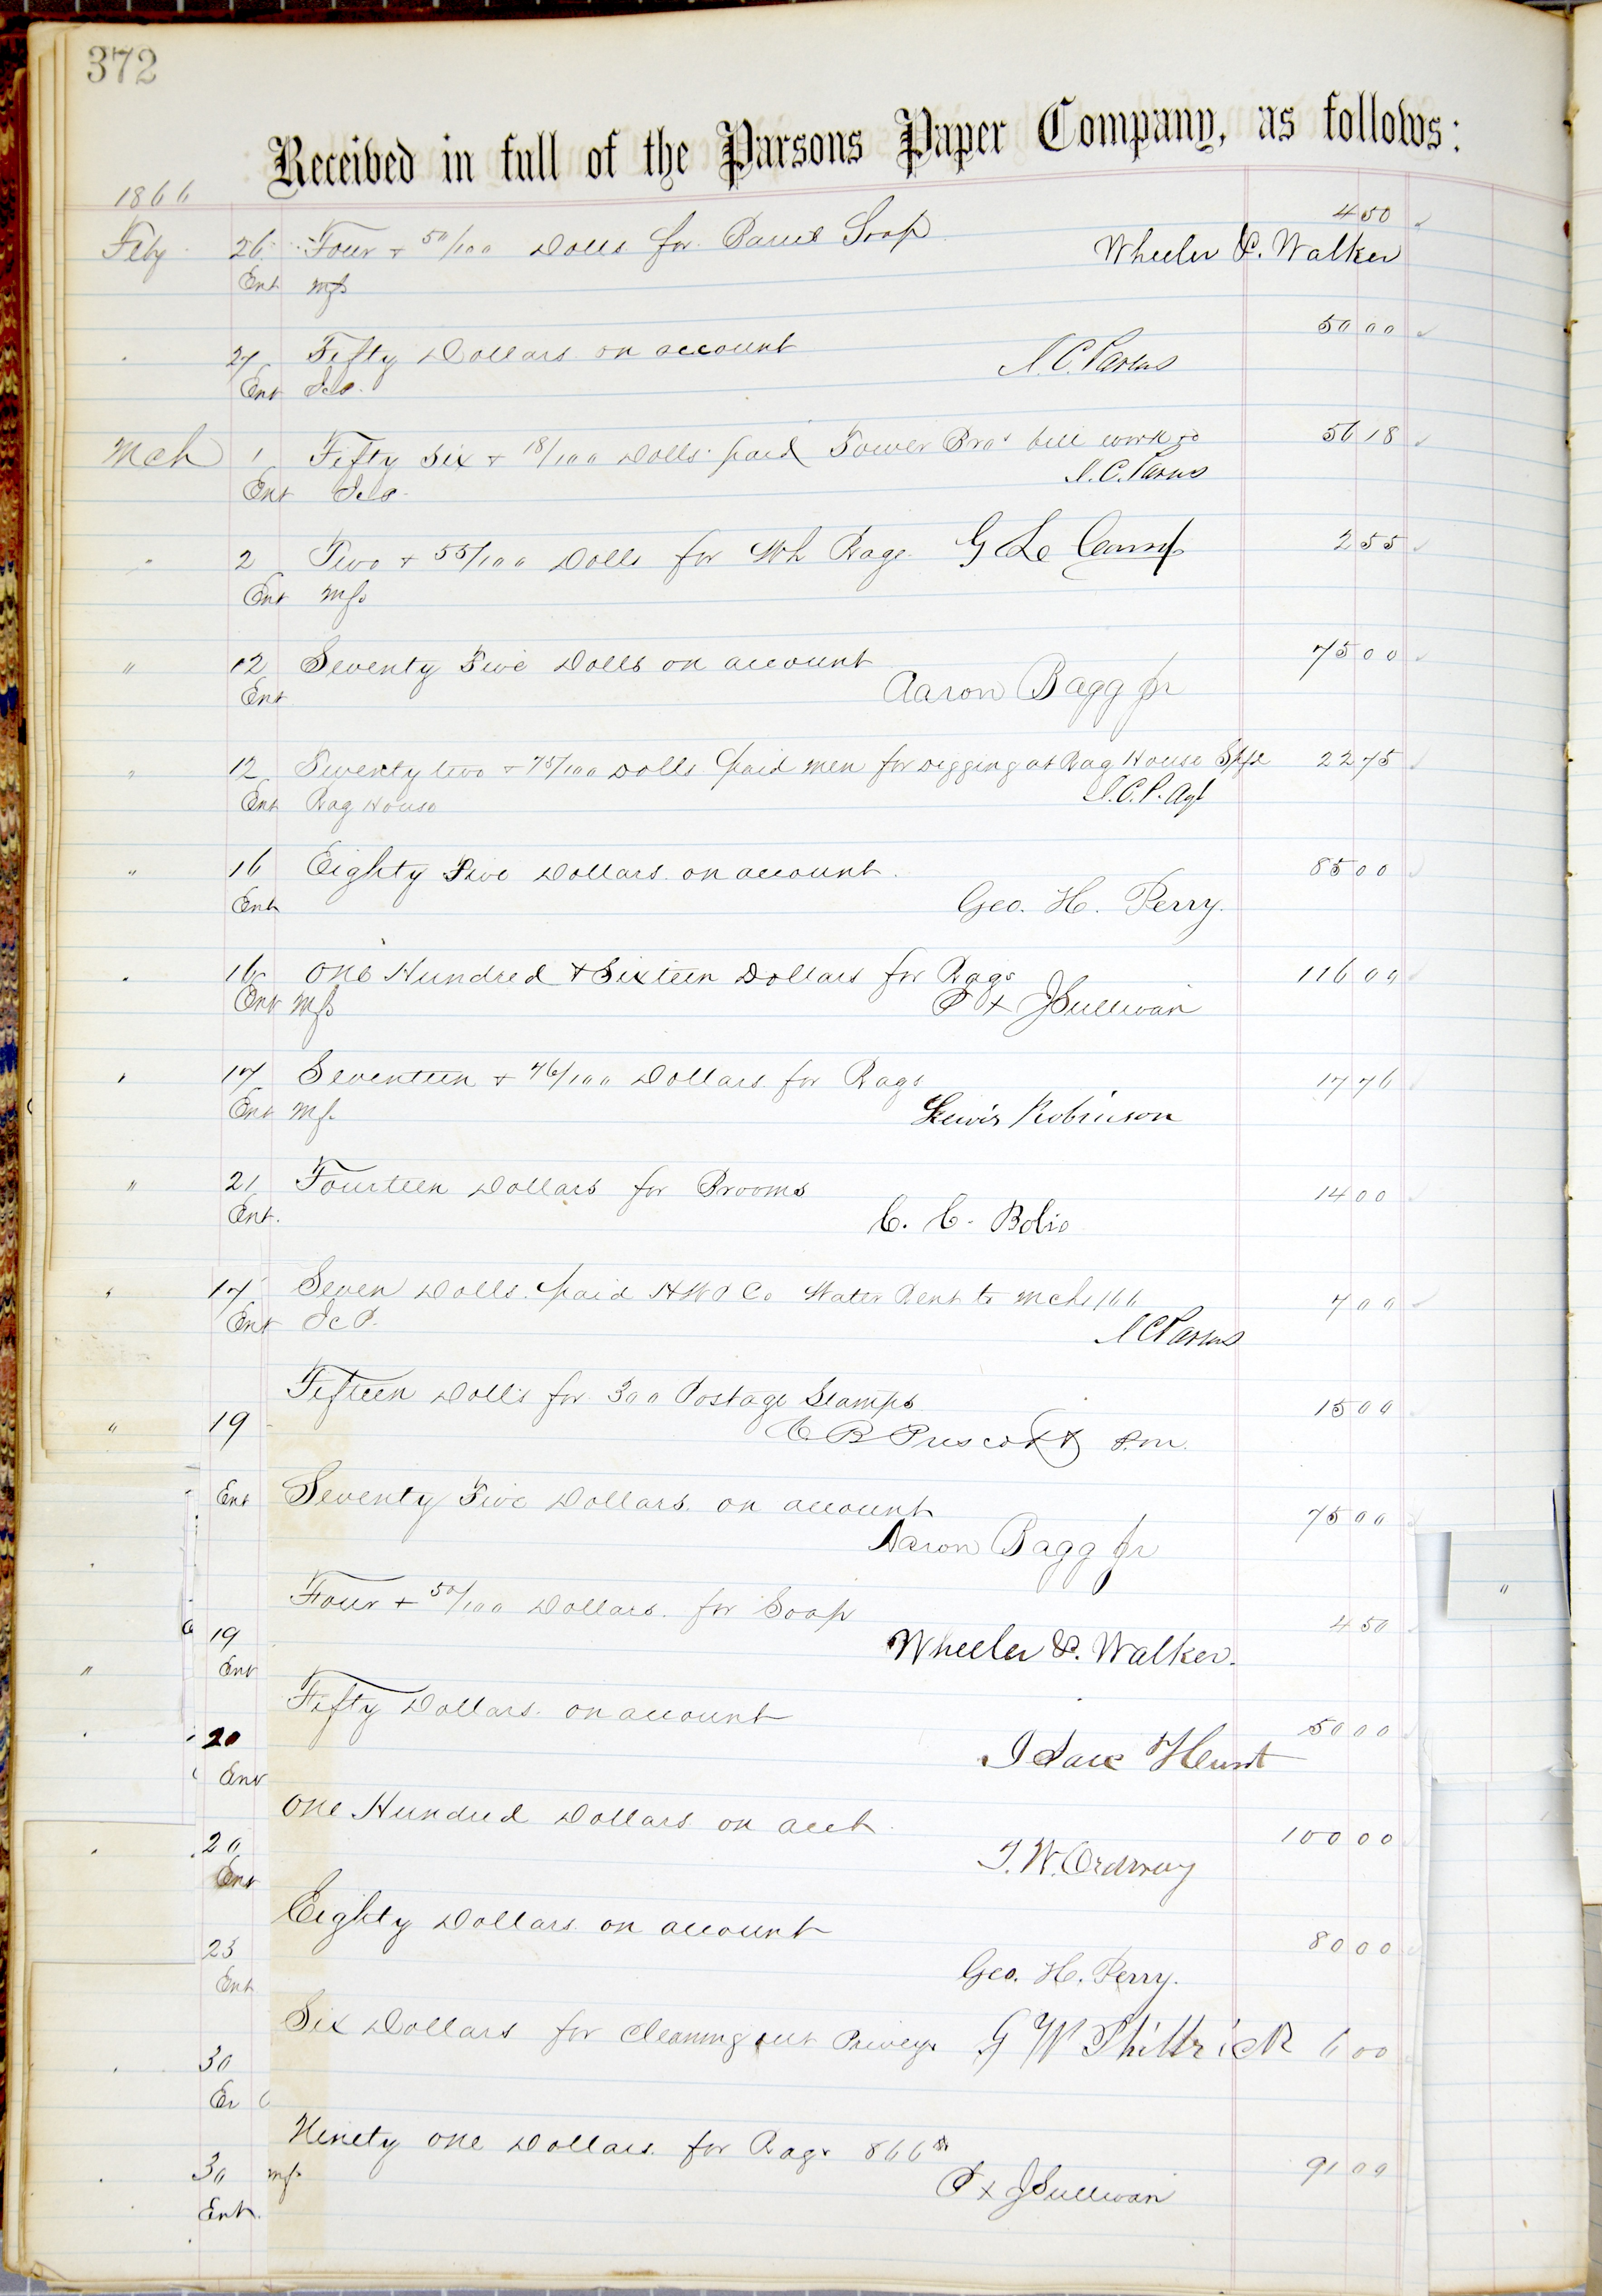 372
Received in full of the Parsons Paper Company, as follows:
1866
Feby 26 Four + 50/100 Dolls for Barrel Soap 4 50
Wheeler & Walker
Ent Mfs
27 Fifty Dollars on account 50 00
J. C. Parsons
Ent
Mch 1 Fifty Six + 18/100 Dolls paid Tower Bros bill work 56 18
J. C. Parsons
Ent
2 Two + 55/100 Dolls for Wh Rags G L Camp 2 55
Ent Mfs
" 12 Seventy Five Dolls on account 75 00
Aaron Bagg Jr
Ent
" 12 Twenty two + 75/100 Dolls paid men for digging at Rag House 22 75
Ent Rag House J.C.P. Agt
" 16 Eighty Five Dollars on account 85 00
Ent Geo. H. Perry.
16 One Hundred + Sixteen Dollars for Rags 116 00
Ent Mfs P + J Sullivan
" 17 Seventeen + 76/100 Dollars for Rags 17 76
Ent Mfs Lewis Robinson
" 21 Fourteen Dollars for Brooms 14 00
Ent. C. C. Bolio
" 17 Seven Dolls paid H W P Co Water Rent to Mch 1 66 7 00
Ent J C P. J C Parsons
Fifteen Dolls for 300 Postage Stamps 15 00
" 19 C B Prescott P.M.
Ent Seventy Five Dollars on account 75 00
Aaron Bagg Jr
Four + 50/100 Dollars for Soap 4 50
19 Wheeler & Walker.
" Ent
Fifty Dollars on account 50 00
20 Isaac Hunt
Ent
One Hundred Dollars on acct 100 00
20 T. W. Ordway
Ent
Eighty Dollars on account 80 00
23 Geo. H. Perry.
Ent
Six Dollars for Cleaning out Privys G W Philbrick 6 00
30
Ninety One Dollars for Rags 866 91 00
30 Mfs P + J Sullivan
Ent.